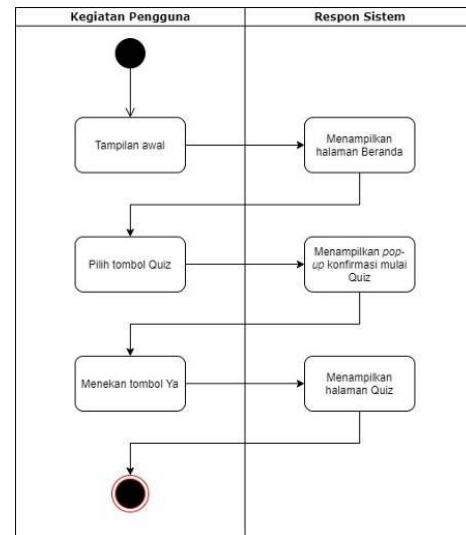 Kegiatan Pengguna
Respon Sistem
Tampilan awal
Menampilkan
halaman Beranda
Pilih tombol Quiz
Menampilkan pop-
up konfirmasi mulai
Quiz
Menekan tombol Ya
Menampilkan
halaman Quiz